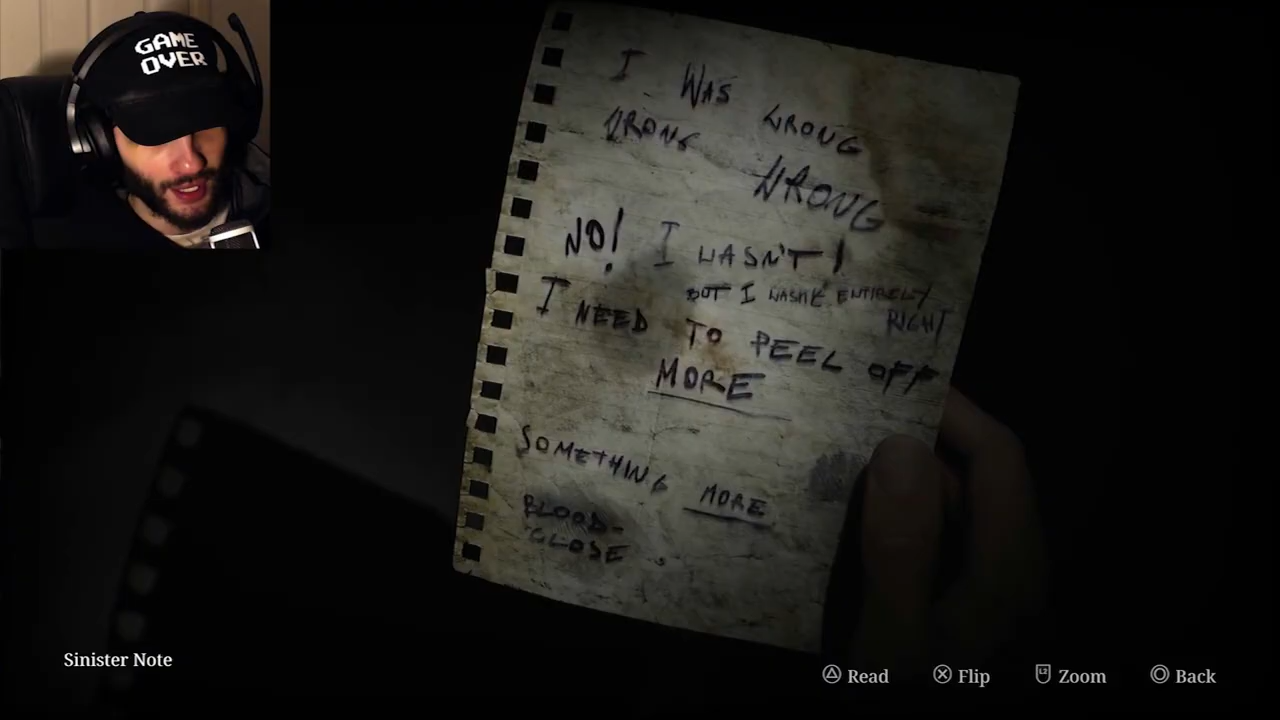 GAME
OVER
I WAS WRONG
WRONG
WRONG
NO! I WASN'T!
BUT I WASN'T ENTIRELY
RIGHT
I NEED TO PEEL OFF
MORE
SOMETHING MORE
BLOOD-
CLOSE.
Sinister Note
Read
Flip
L2
Zoom
Back